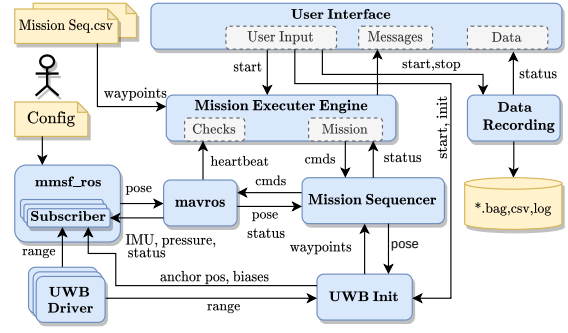 Mission Seq.csv
User Interface
User Input
Messages
Data
start
start,stop
status
waypoints
Mission Executer Engine
Checks
Mission
start, init
Data
Recording
Config
heartbeat
cmds
status
mmsf_ros
Subscriber
pose
mavros
cmds
pose
status
Mission Sequencer
*.bag,csv,log
IMU, pressure,
status
range
waypoints
pose
anchor pos, biases
UWB
Driver
range
UWB Init